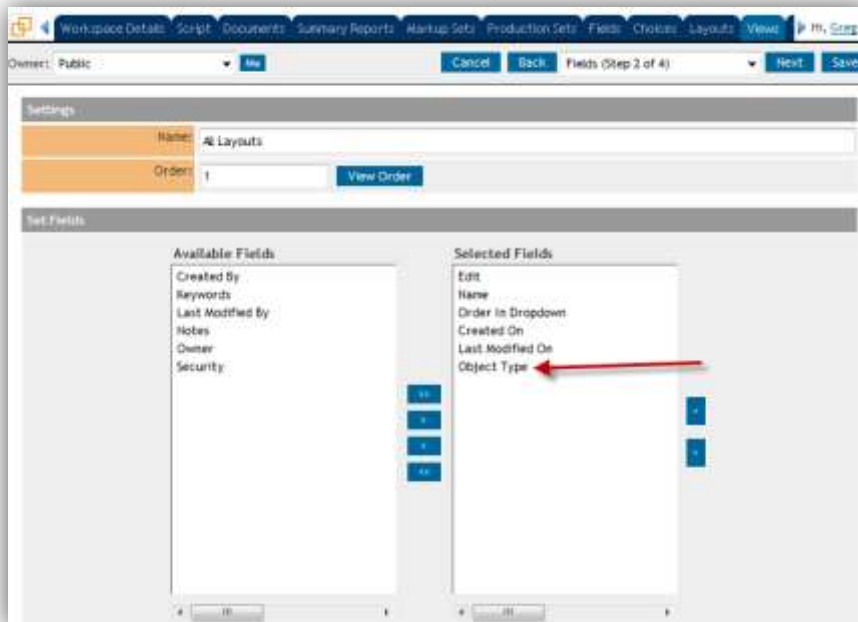 Workspace Details Script Documents Summary Reports Markup Sets Production Sets Fields Choices Layouts Views Hi, Greg
Owner: Public Me Cancel Back Fields (Step 2 of 4) Next Save
Settings
Name: All Layouts
Order: 1 View Order
Set Fields
Available Fields Selected Fields
Created By Edit
Keywords Name
Last Modified By Order In Dropdown
Notes Created On
Owner Last Modified On
Security Object Type